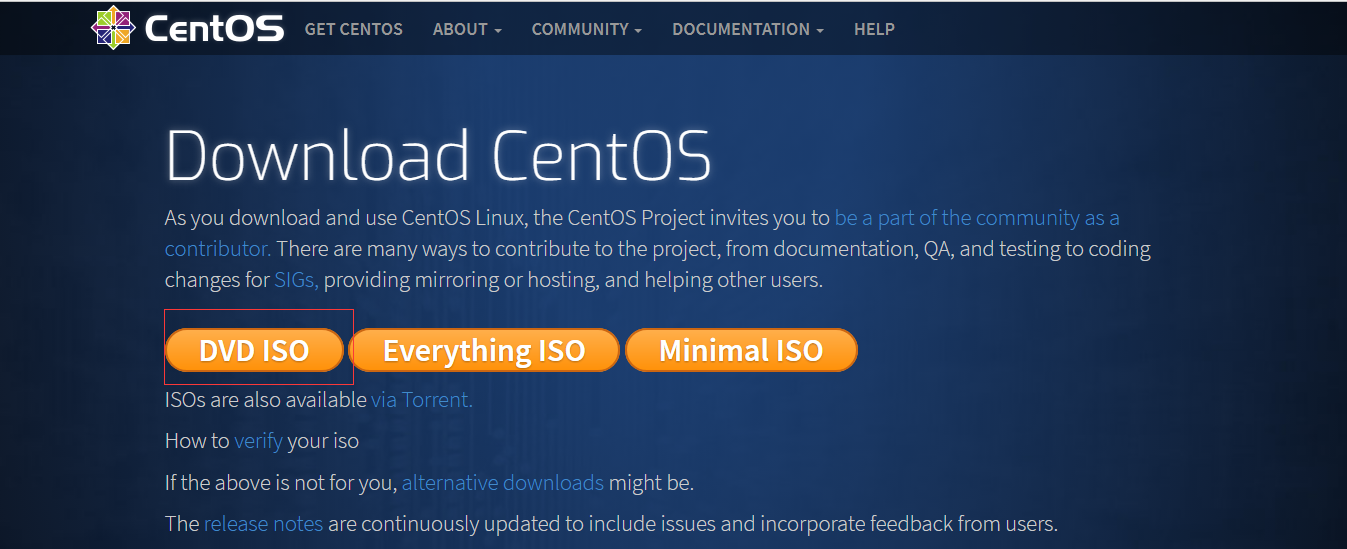 CentOS GET CENTOS ABOUT COMMUNITY DOCUMENTATION HELP
Download CentOS
As you download and use CentOS Linux, the CentOS Project invites you to be a part of the community as a
contributor. There are many ways to contribute to the project, from documentation, QA, and testing to coding
changes for SIGs, providing mirroring or hosting, and helping other users.
DVD ISO Everything ISO Minimal ISO
ISOs are also available via Torrent.
How to verify your iso
If the above is not for you, alternative downloads might be.
The release notes are continuously updated to include issues and incorporate feedback from users.